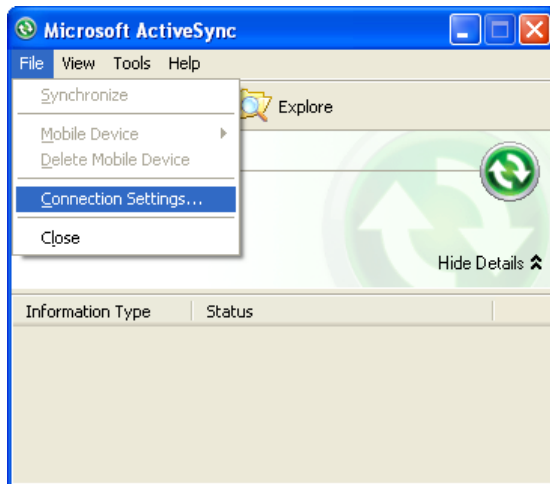 Microsoft ActiveSync
File View Tools Help
Synchronize
Explore
Mobile Device
Delete Mobile Device
Connection Settings...
Close
Hide Details
Information Type Status